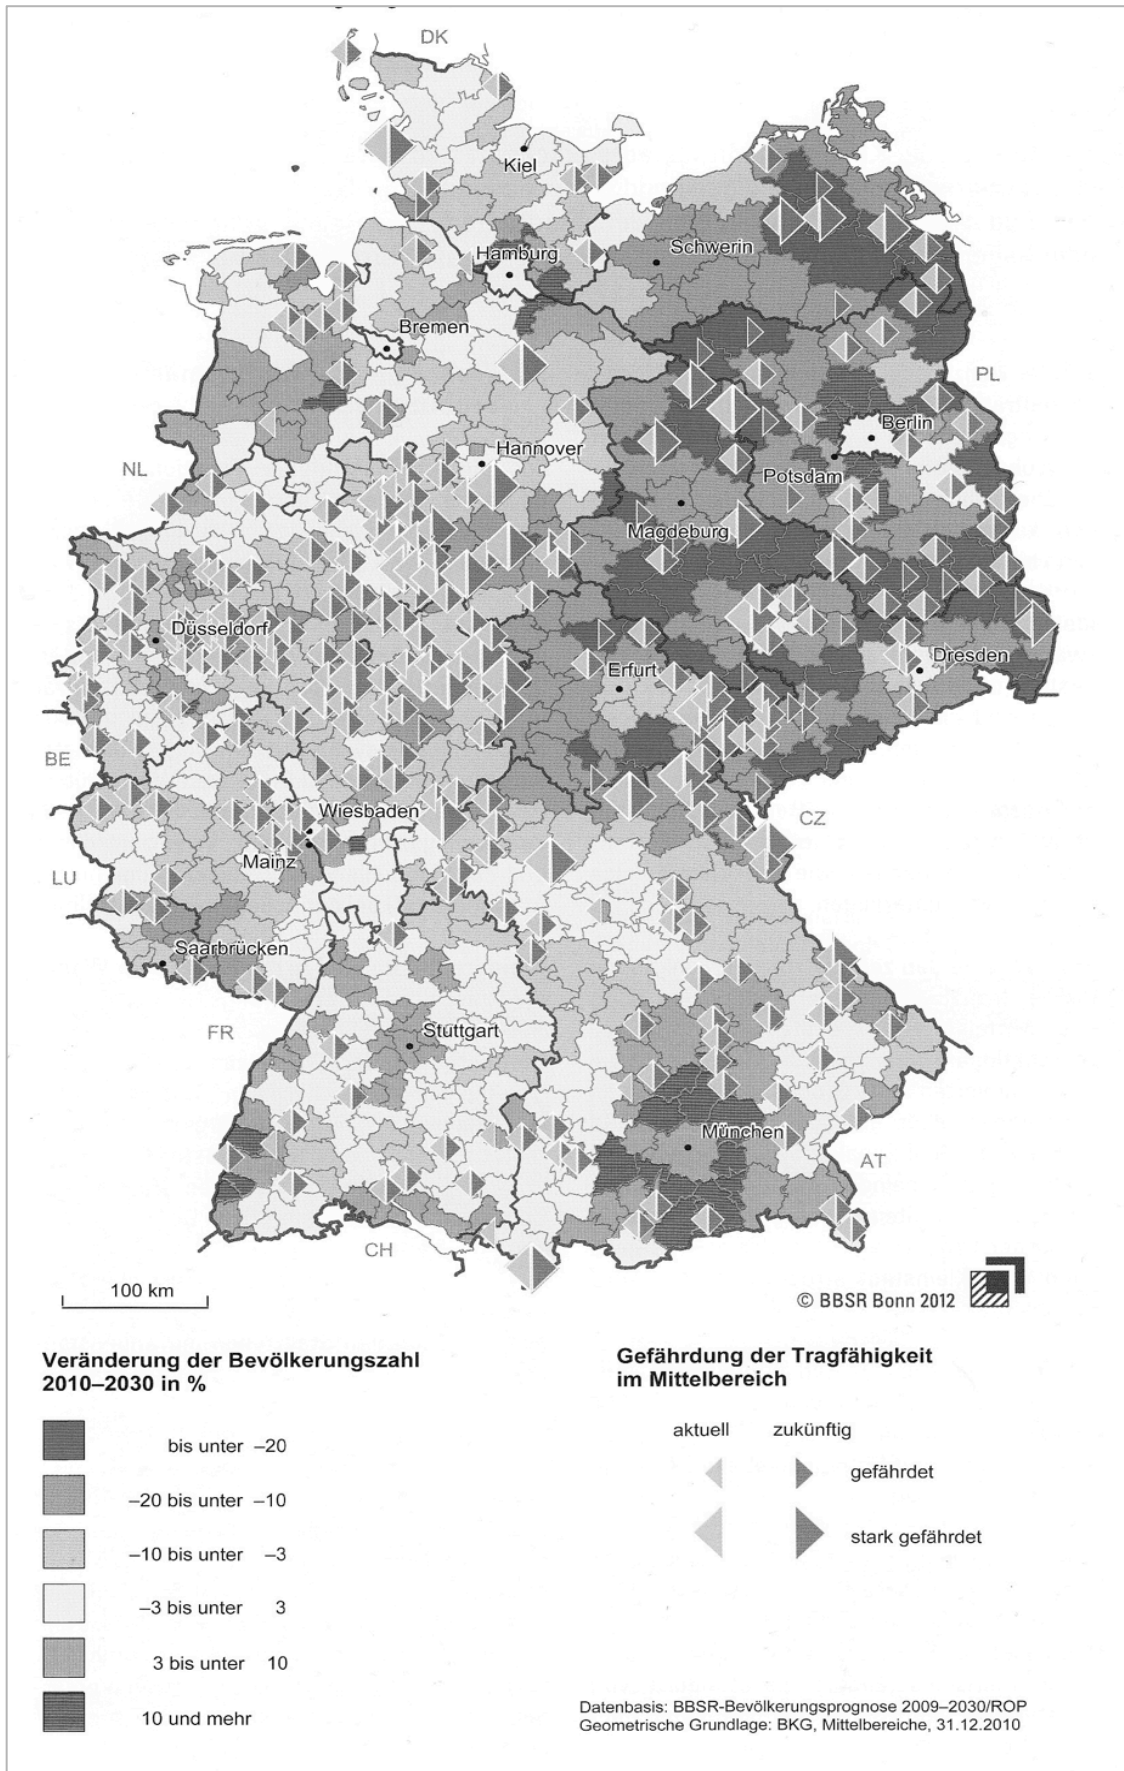 DK
Kiel
Hamburg
Schwerin
Bremen
PL
Berlin
Hannover
NL
Potsdam
Magdeburg
Düsseldorf
Dresden
Erfurt
BE
Wiesbaden
CZ
Mainz
LU
Saarbrücken
FR
Stuttgart
München
AT
CH
100 km
© BBSR Bonn 2012
Veränderung der Bevölkerungszahl
2010–2030 in %
bis unter –20
–20 bis unter –10
–10 bis unter –3
–3 bis unter 3
3 bis unter 10
10 und mehr
Gefährdung der Tragfähigkeit
im Mittelbereich
aktuell zukünftig
gefährdet
stark gefährdet
Datenbasis: BBSR-Bevölkerungsprognose 2009–2030/ROP
Geometrische Grundlage: BKG, Mittelbereiche, 31.12.2010